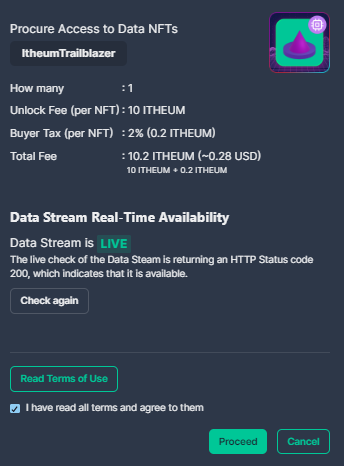 Procure Access to Data NFTs
ItheumTrailblazer
How many : 1
Unlock Fee (per NFT) : 10 ITHEUM
Buyer Tax (per NFT) : 2% (0.2 ITHEUM)
Total Fee : 10.2 ITHEUM (~0.28 USD)
10 ITHEUM + 0.2 ITHEUM
Data Stream Real-Time Availability
Data Stream is LIVE
The live check of the Data Steam is returning an HTTP Status code
200, which indicates that it is available.
Check again
Read Terms of Use
I have read all terms and agree to them
Proceed Cancel